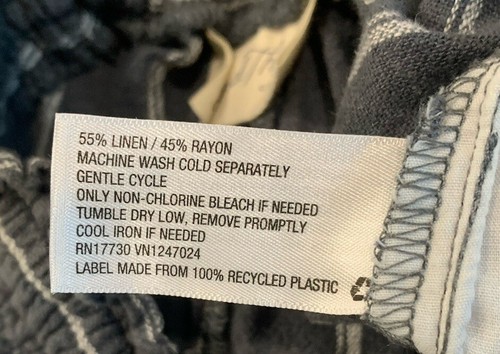 55% LINEN / 45% RAYON
MACHINE WASH COLD SEPARATELY
GENTLE CYCLE
ONLY NON-CHLORINE BLEACH IF NEEDED
TUMBLE DRY LOW, REMOVE PROMPTLY
COOL IRON IF NEEDED
RN17730 VN1247024
LABEL MADE FROM 100% RECYCLED PLASTIC